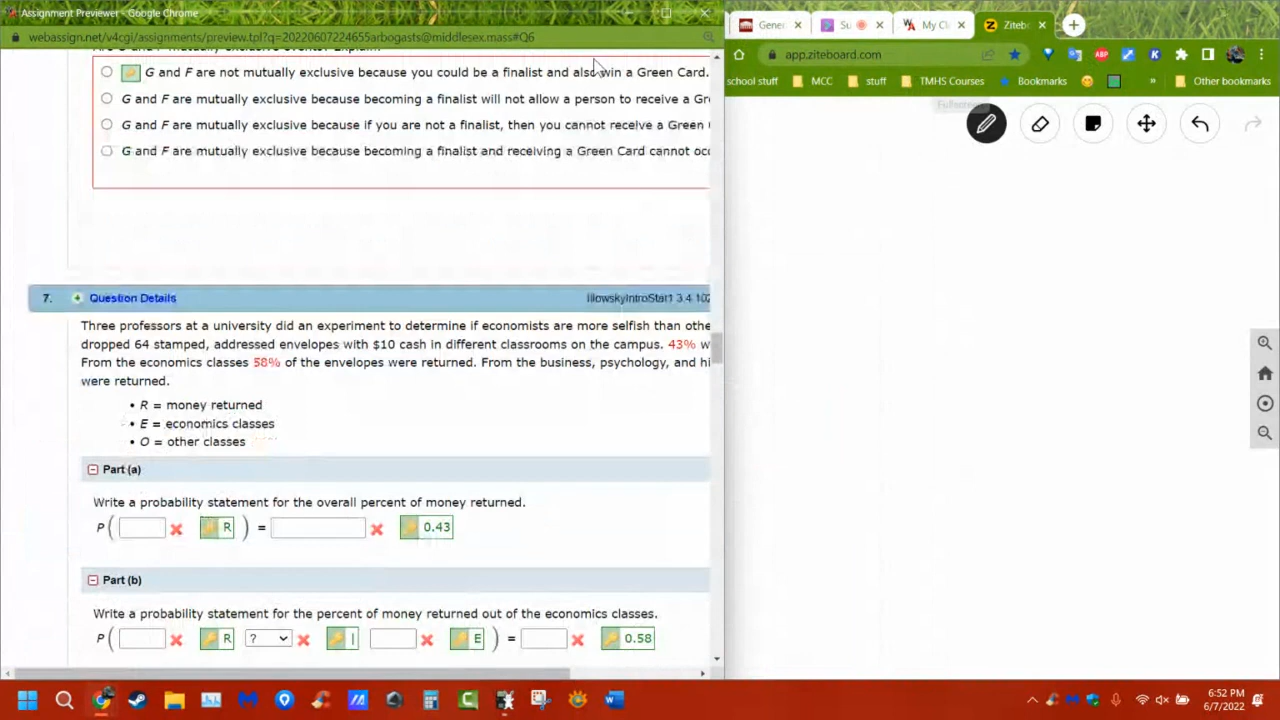 Assignment Previewer - Google Chrome
webassign.net/v4cgi/assignments/preview.tpl?q=20220607224655arbogasts@middlesex.mass#Q6
G and F are not mutually exclusive because you could be a finalist and also win a Green Card.
G and F are mutually exclusive because becoming a finalist will not allow a person to receive a Gr
G and F are mutually exclusive because if you are not a finalist, then you cannot receive a Green
G and F are mutually exclusive because becoming a finalist and receiving a Green Card cannot occ
7. Question Details IllowskyIntroStat1 3.4.102
Three professors at a university did an experiment to determine if economists are more selfish than othe
dropped 64 stamped, addressed envelopes with $10 cash in different classrooms on the campus. 43% w
From the economics classes 58% of the envelopes were returned. From the business, psychology, and hi
were returned.
• R = money returned
• E = economics classes
• O = other classes
Part (a)
Write a probability statement for the overall percent of money returned.
P( R ) = 0.43
Part (b)
Write a probability statement for the percent of money returned out of the economics classes.
P( R ? | E ) = 0.58
Gene Su My Cl Zitebo
app.ziteboard.com
school stuff MCC stuff TMHS Courses » Other bookmarks
Fullscreen
6:52 PM
6/7/2022